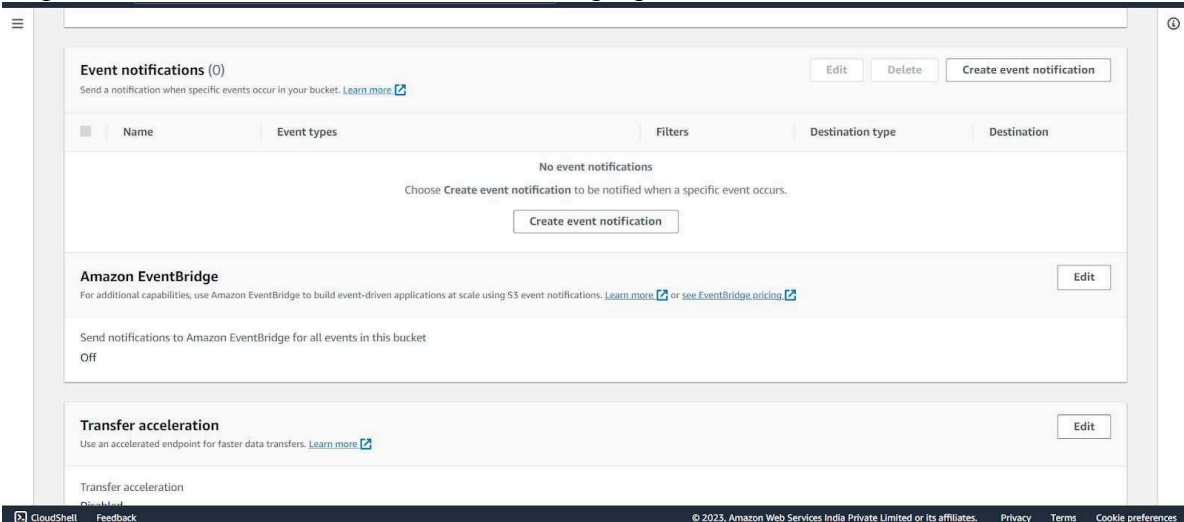 Event notifications (0)
Edit Delete Create event notification
Send a notification when specific events occur in your bucket. Learn more
Name Event types Filters Destination type Destination
No event notifications
Choose Create event notification to be notified when a specific event occurs.
Create event notification
Amazon EventBridge
Edit
For additional capabilities, use Amazon EventBridge to build event-driven applications at scale using S3 event notifications. Learn more or see EventBridge pricing
Send notifications to Amazon EventBridge for all events in this bucket
Off
Transfer acceleration
Edit
Use an accelerated endpoint for faster data transfers. Learn more
Transfer acceleration
Disabled
CloudShell Feedback © 2023, Amazon Web Services India Private Limited or its affiliates. Privacy Terms Cookie preferences